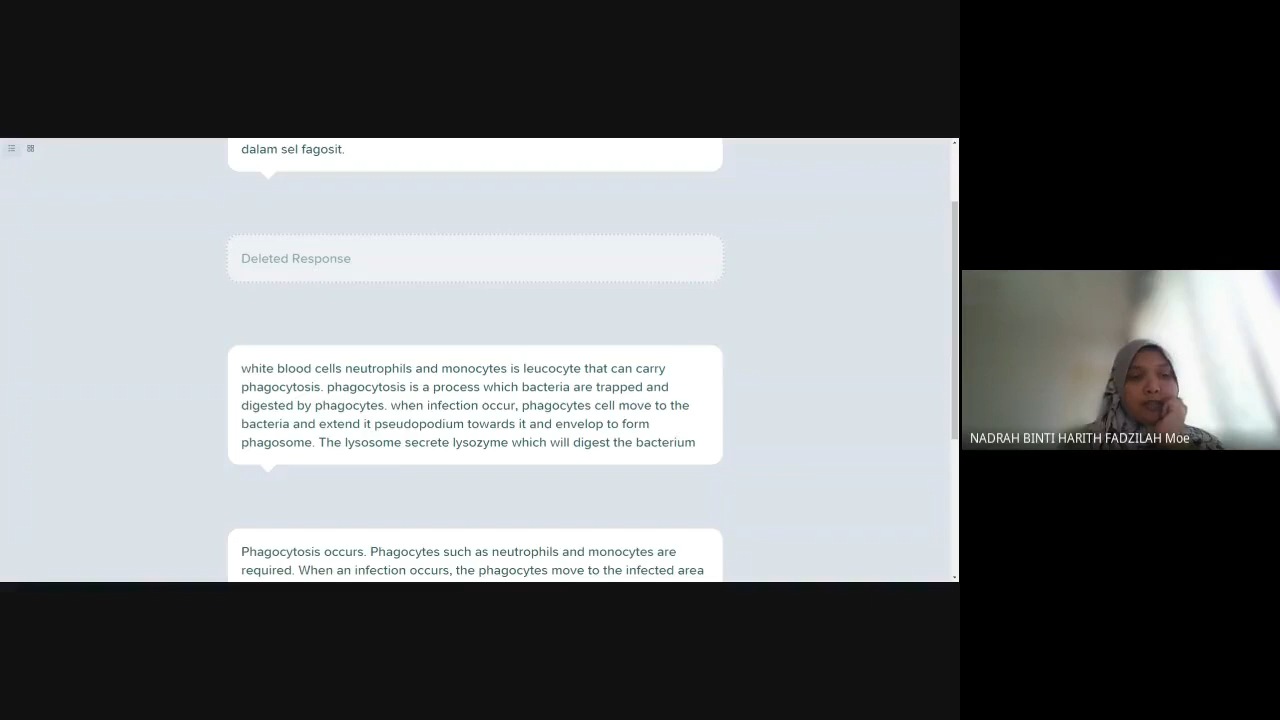 dalam sel fagosit.
Deleted Response
white blood cells neutrophils and monocytes is leucocyte that can carry
phagocytosis. phagocytosis is a process which bacteria are trapped and
digested by phagocytes. when infection occur, phagocytes cell move to the
bacteria and extend it pseudopodium towards it and envelop to form
phagosome. The lysosome secrete lysozyme which will digest the bacterium
Phagocytosis occurs. Phagocytes such as neutrophils and monocytes are
required. When an infection occurs, the phagocytes move to the infected area
NADRAH BINTI HARITH FADZILAH Moe